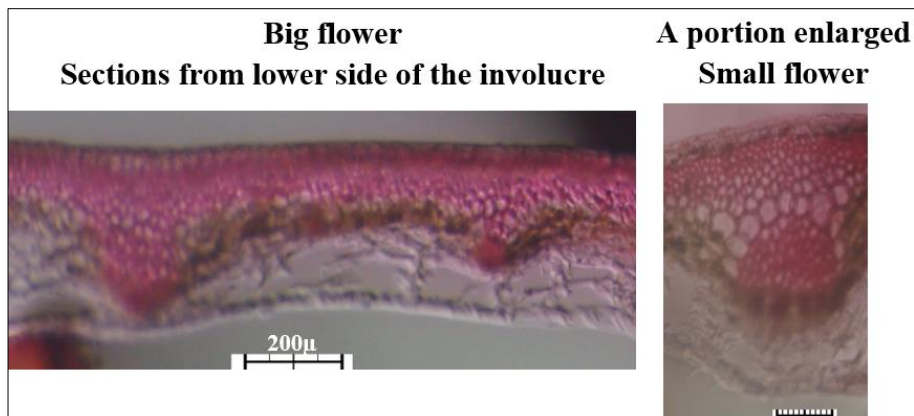 Big flower
Sections from lower side of the involucre
A portion enlarged
Small flower
200µ